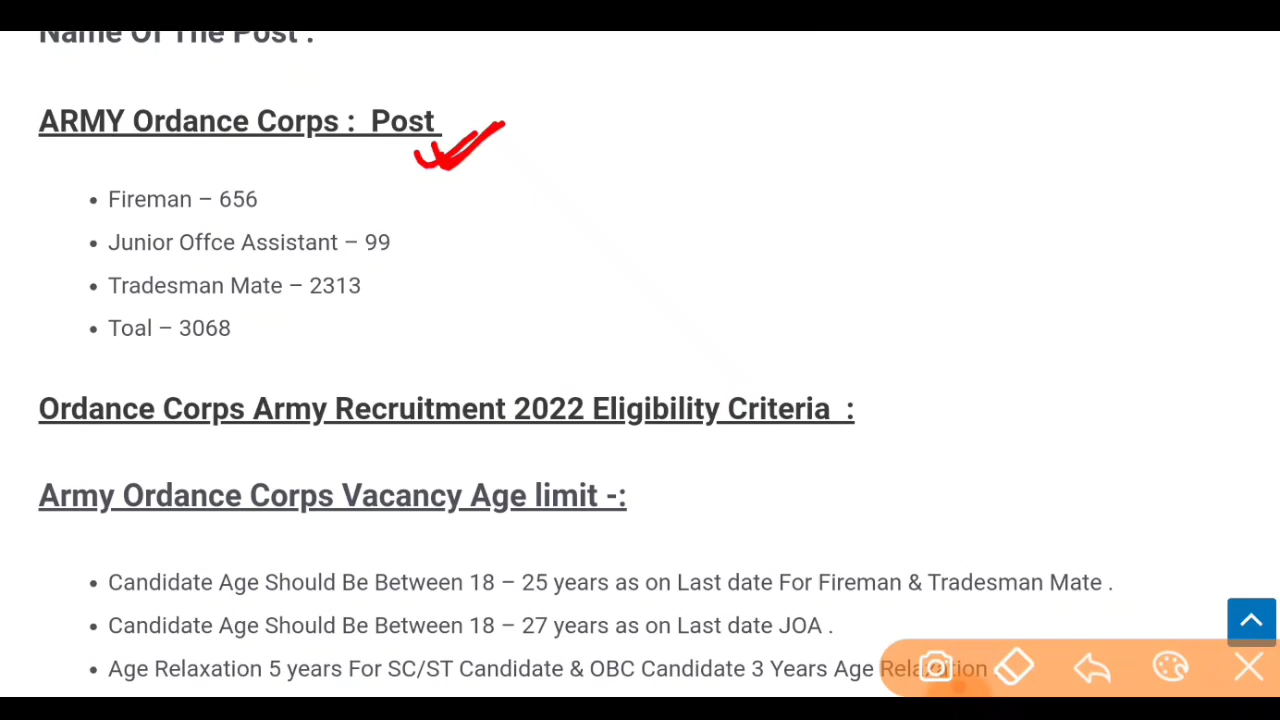 Name Of The Post :
ARMY Ordance Corps : Post
• Fireman – 656
• Junior Offce Assistant – 99
• Tradesman Mate – 2313
• Toal – 3068
Ordance Corps Army Recruitment 2022 Eligibility Criteria :
Army Ordance Corps Vacancy Age limit -:
• Candidate Age Should Be Between 18 – 25 years as on Last date For Fireman & Tradesman Mate .
• Candidate Age Should Be Between 18 – 27 years as on Last date JOA .
• Age Relaxation 5 years For SC/ST Candidate & OBC Candidate 3 Years Age Relaxation